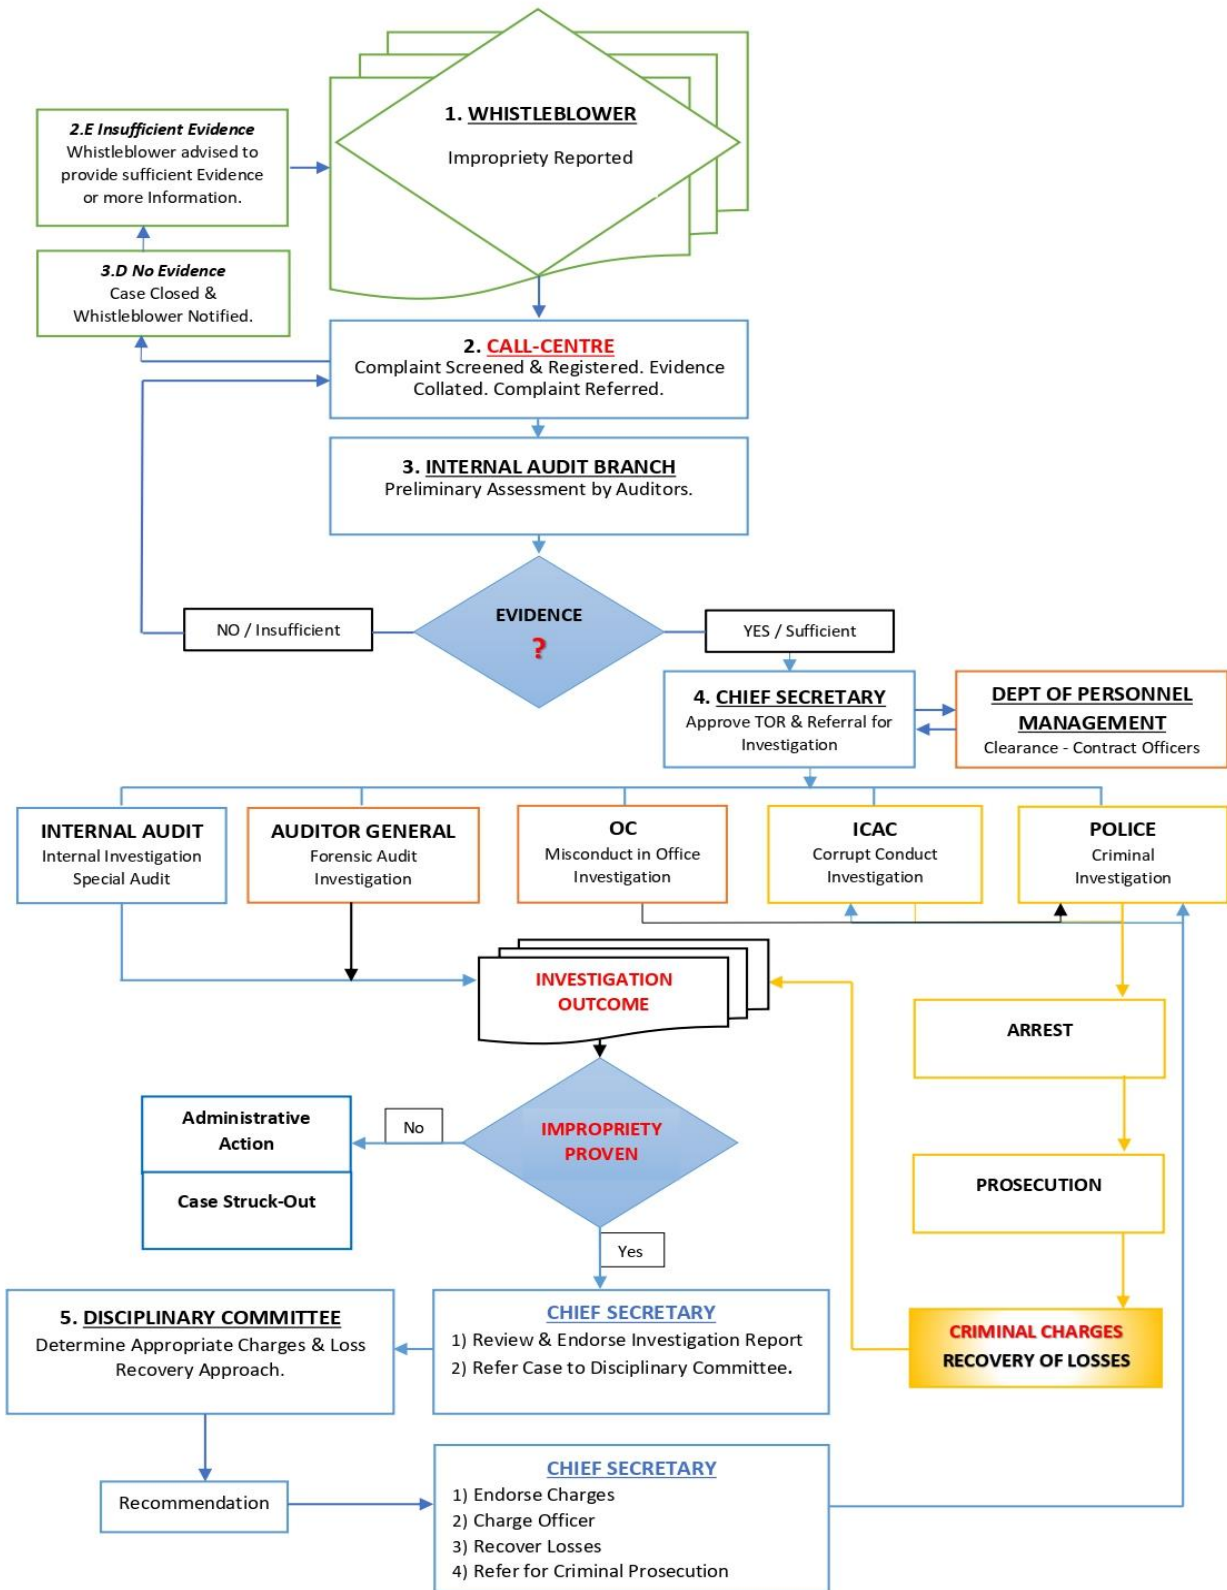 1. WHISTLEBLOWER
Impropriety Reported
2.E Insufficient Evidence
Whistleblower advised to
provide sufficient Evidence
or more Information.
3.D No Evidence
Case Closed &
Whistleblower Notified.
2. CALL-CENTRE
Complaint Screened & Registered. Evidence
Collated. Complaint Referred.
3. INTERNAL AUDIT BRANCH
Preliminary Assessment by Auditors.
EVIDENCE
?
NO / Insufficient
YES / Sufficient
4. CHIEF SECRETARY
Approve TOR & Referral for
Investigation
DEPT OF PERSONNEL
MANAGEMENT
Clearance - Contract Officers
INTERNAL AUDIT
Internal Investigation
Special Audit
AUDITOR GENERAL
Forensic Audit
Investigation
OC
Misconduct in Office
Investigation
ICAC
Corrupt Conduct
Investigation
POLICE
Criminal
Investigation
INVESTIGATION
OUTCOME
ARREST
IMPROPRIETY
PROVEN
No
Administrative
Action
Case Struck-Out
PROSECUTION
Yes
5. DISCIPLINARY COMMITTEE
Determine Appropriate Charges & Loss
Recovery Approach.
CHIEF SECRETARY
1) Review & Endorse Investigation Report
2) Refer Case to Disciplinary Committee.
CRIMINAL CHARGES
RECOVERY OF LOSSES
Recommendation
CHIEF SECRETARY
1) Endorse Charges
2) Charge Officer
3) Recover Losses
4) Refer for Criminal Prosecution